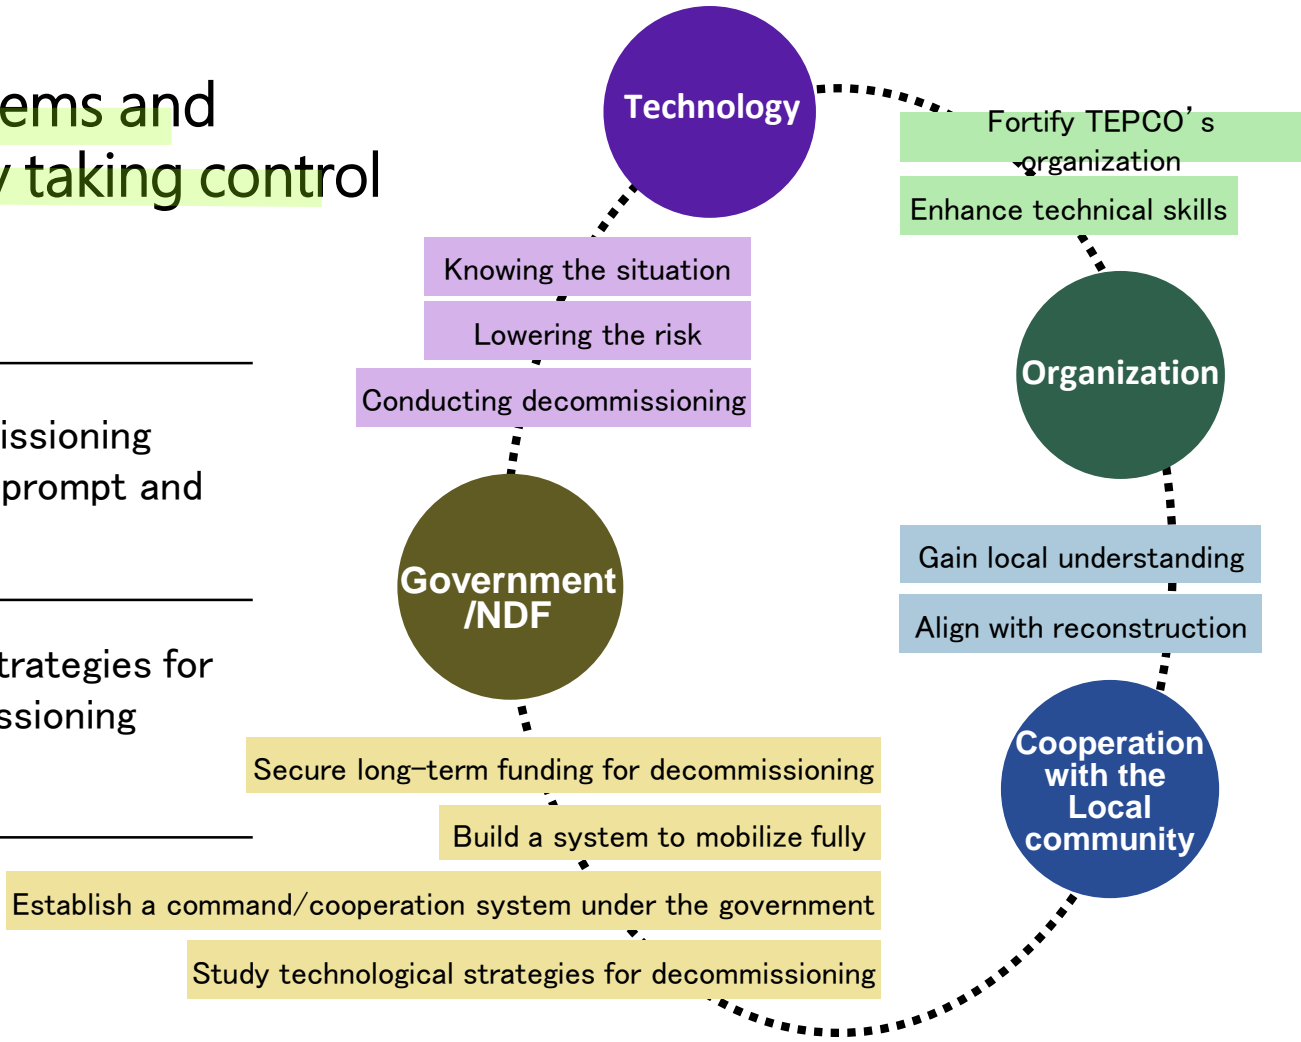 ems and
taking control
issioning
prompt and
trategies for
ssioning
Technology
Knowing the situation
Lowering the risk
Conducting decommissioning
Government
/NDF
Secure long-term funding for decommissioning
Build a system to mobilize fully
Establish a command/cooperation system under the government
Study technological strategies for decommissioning
Fortify TEPCO's
organization
Enhance technical skills
Organization
Gain local understanding
Align with reconstruction
Cooperation
with the
Local
community